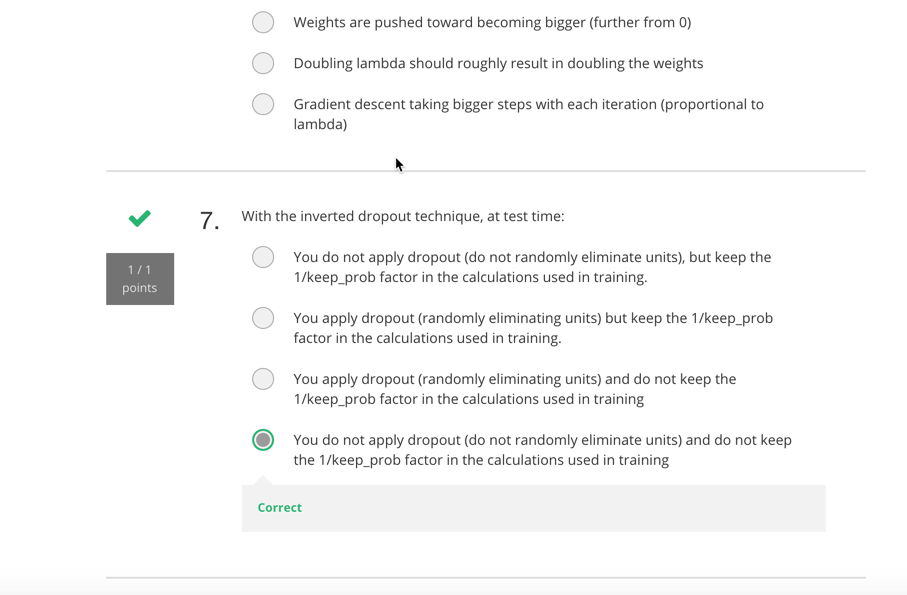 Weights are pushed toward becoming bigger (further from 0)
Doubling lambda should roughly result in doubling the weights
Gradient descent taking bigger steps with each iteration (proportional to
lambda)
7.
With the inverted dropout technique, at test time:
1 / 1
points
You do not apply dropout (do not randomly eliminate units), but keep the
1/keep_prob factor in the calculations used in training.
You apply dropout (randomly eliminating units) but keep the 1/keep_prob
factor in the calculations used in training.
You apply dropout (randomly eliminating units) and do not keep the
1/keep_prob factor in the calculations used in training
You do not apply dropout (do not randomly eliminate units) and do not keep
the 1/keep_prob factor in the calculations used in training
Correct